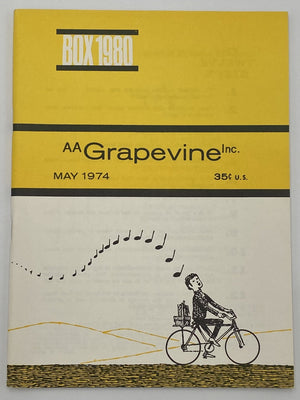 BOX 1980
AA Grapevine Inc.
MAY 1974 35¢ U.S.